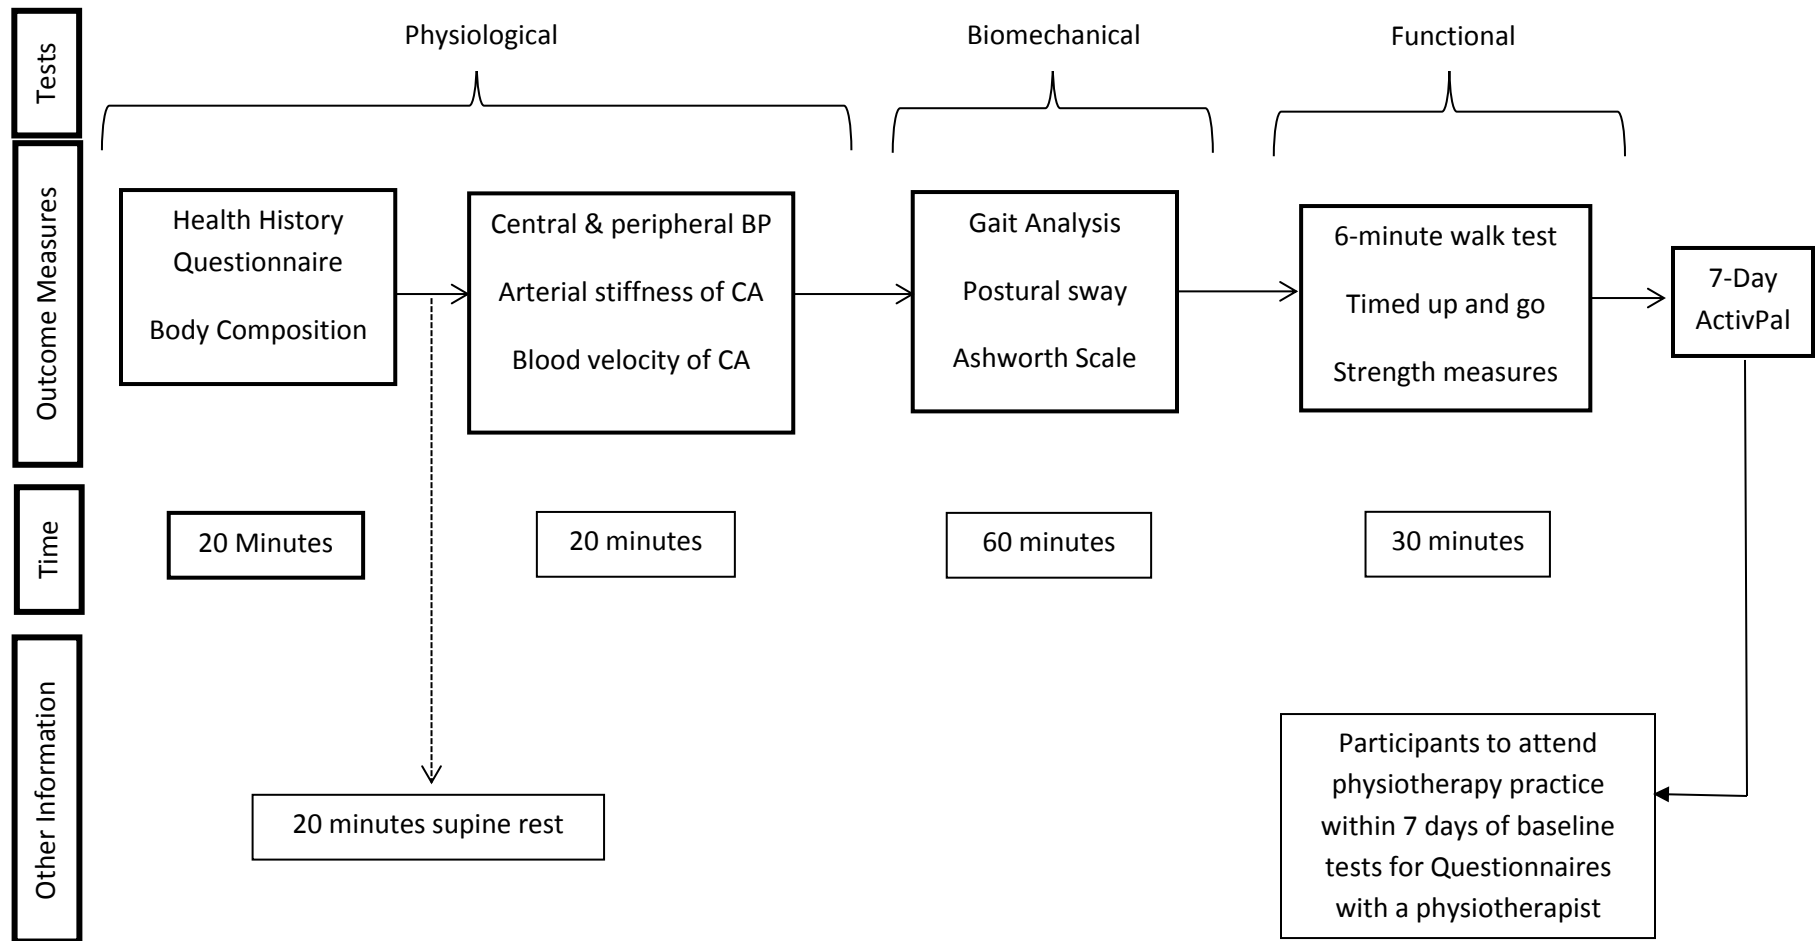 Tests
Physiological
Biomechanical
Functional
Outcome Measures
Health History
Questionnaire
Body Composition
Central & peripheral BP
Arterial stiffness of CA
Blood velocity of CA
Gait Analysis
Postural sway
Ashworth Scale
6-minute walk test
Timed up and go
Strength measures
7-Day
ActivPal
Time
20 Minutes
20 minutes
60 minutes
30 minutes
Other Information
20 minutes supine rest
Participants to attend
physiotherapy practice
within 7 days of baseline
tests for Questionnaires
with a physiotherapist